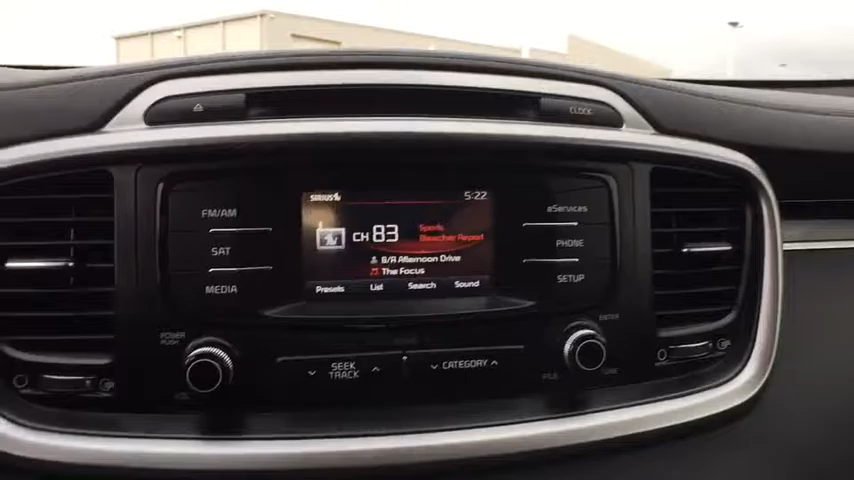 CLOCK
SIRIUS
5:22
FM/AM
SAT
MEDIA
CH 83
Sports
Bleacher Report
B/R Afternoon Drive
The Focus
Presets
List
Search
Sound
eServices
PHONE
SETUP
POWER
PUSH
ENTER
SEEK
TRACK
CATEGORY
FILE